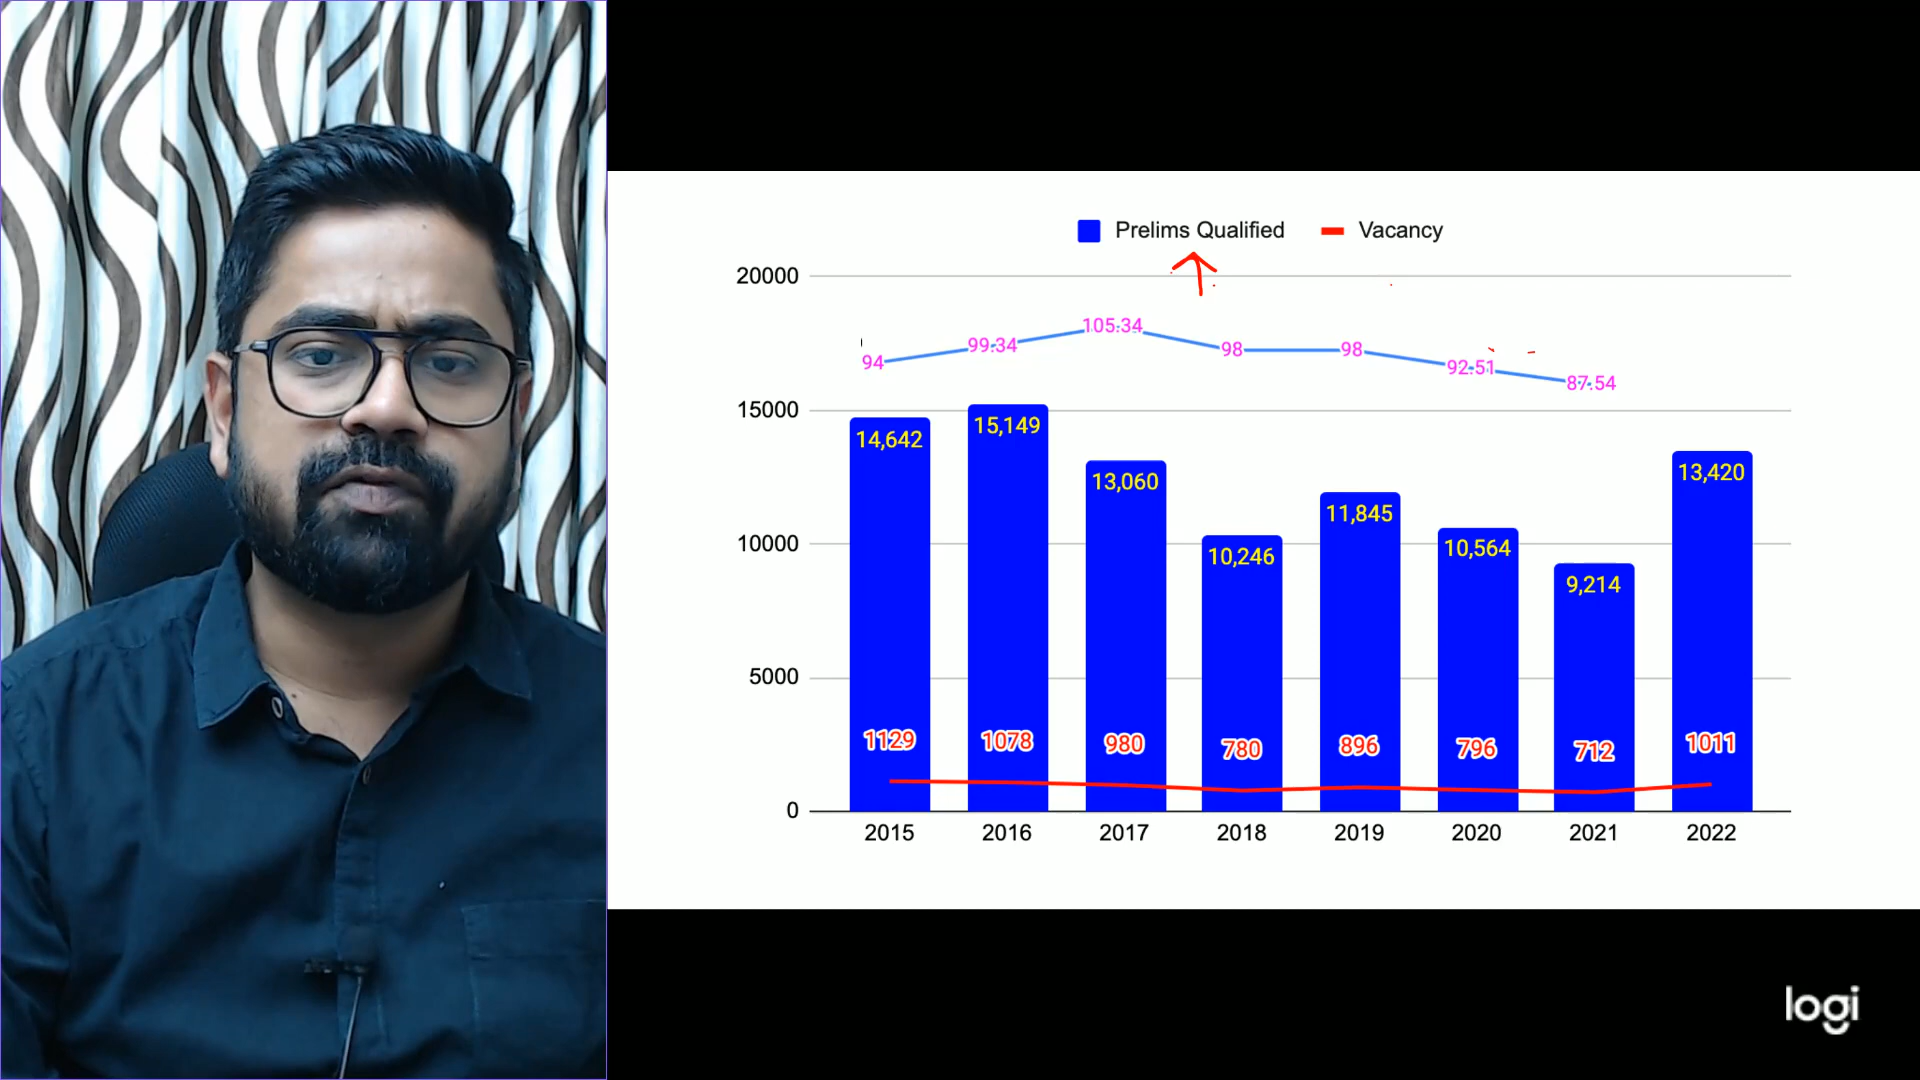 Prelims Qualified Vacancy
20000
94 99.34 105.34 98 98 92.51 87.54
15000
14,642 15,149 13,060 10,246 11,845 10,564 9,214 13,420
10000
5000
1129 1078 980 780 896 796 712 1011
0
2015 2016 2017 2018 2019 2020 2021 2022
logi